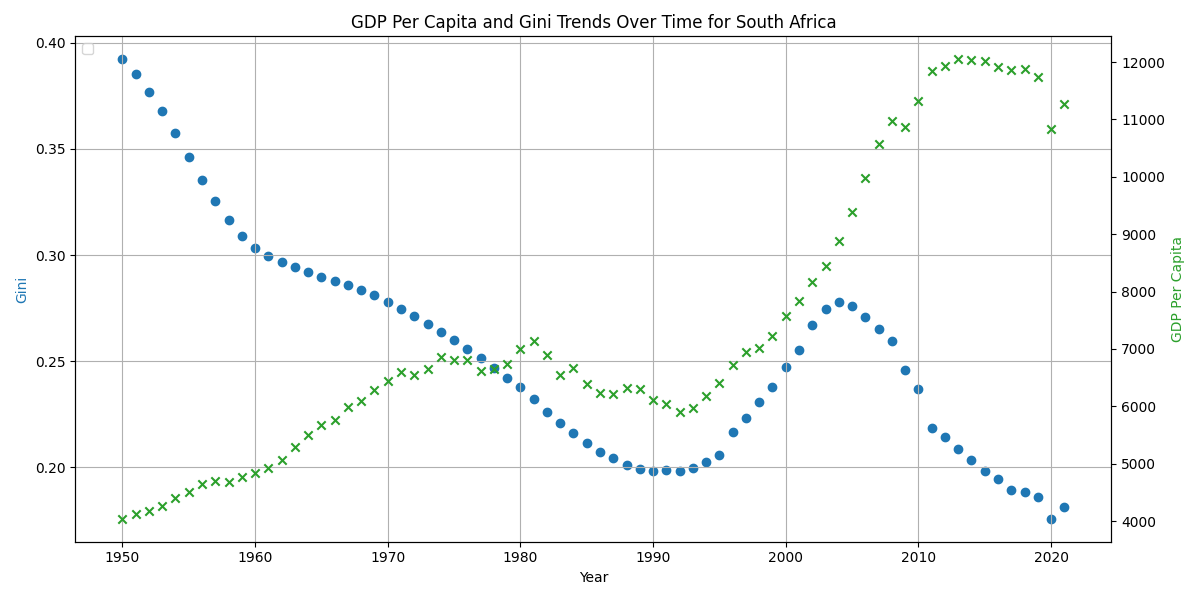 GDP Per Capita and Gini Trends Over Time for South Africa
0.40
0.35
0.30
0.25
0.20
Gini
12000
11000
10000
9000
8000
7000
6000
5000
4000
GDP Per Capita
1950 1960 1970 1980 1990 2000 2010 2020
Year